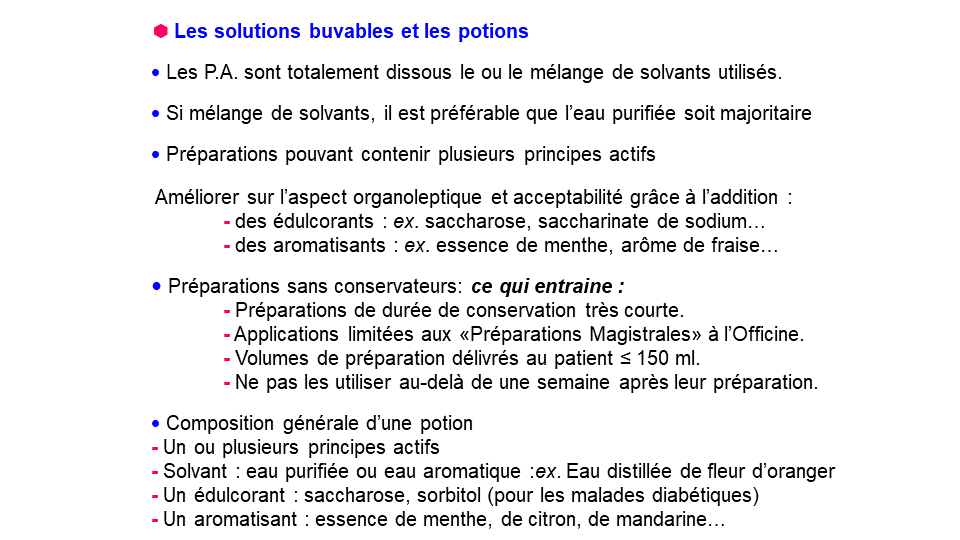 Les solutions buvables et les potions
• Les P.A. sont totalement dissous le ou le mélange de solvants utilisés.
• Si mélange de solvants, il est préférable que l’eau purifiée soit majoritaire
• Préparations pouvant contenir plusieurs principes actifs
Améliorer sur l’aspect organoleptique et acceptabilité grâce à l’addition :
- des édulcorants : ex. saccharose, saccharinate de sodium…
- des aromatisants : ex. essence de menthe, arôme de fraise…
• Préparations sans conservateurs: ce qui entraine :
- Préparations de durée de conservation très courte.
- Applications limitées aux «Préparations Magistrales» à l’Officine.
- Volumes de préparation délivrés au patient ≤ 150 ml.
- Ne pas les utiliser au-delà de une semaine après leur préparation.
• Composition générale d’une potion
- Un ou plusieurs principes actifs
- Solvant : eau purifiée ou eau aromatique :ex. Eau distillée de fleur d’oranger
- Un édulcorant : saccharose, sorbitol (pour les malades diabétiques)
- Un aromatisant : essence de menthe, de citron, de mandarine…